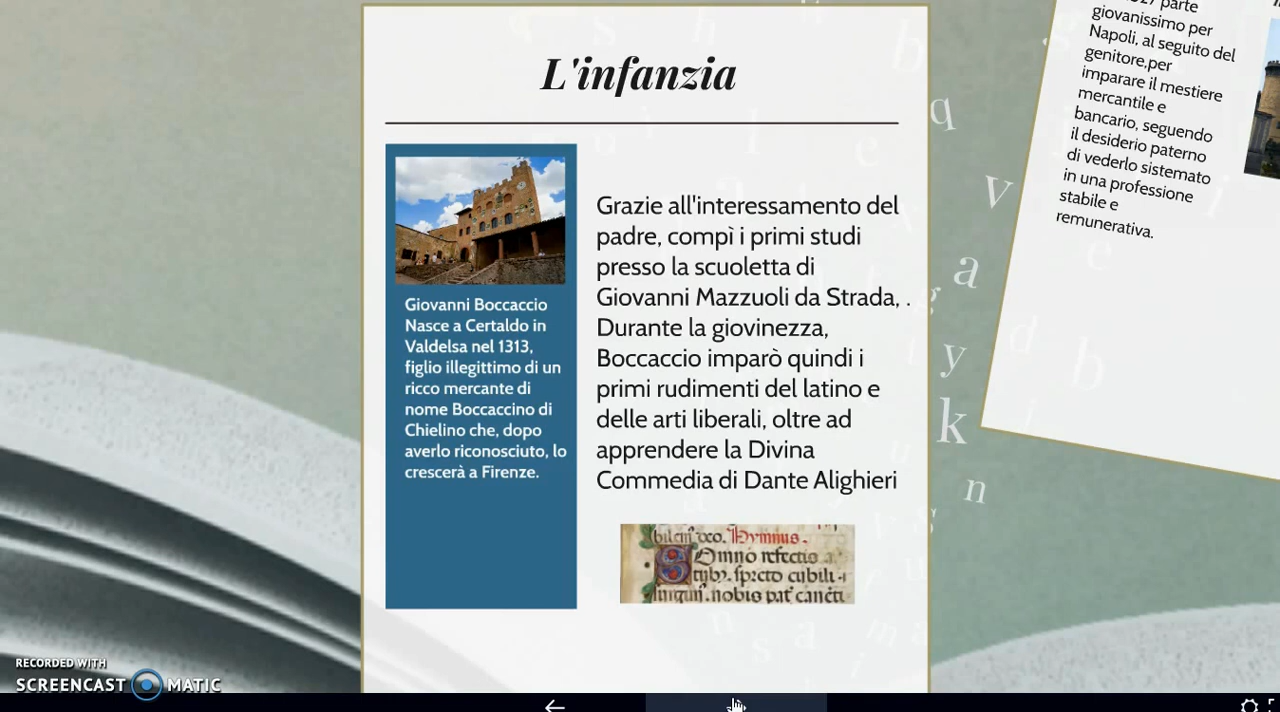 L'infanzia
Giovanni Boccaccio
Nasce a Certaldo in
Valdelsa nel 1313,
figlio illegittimo di un
ricco mercante di
nome Boccaccino di
Chielino che, dopo
averlo riconosciuto, lo
crescerà a Firenze.
Grazie all'interessamento del
padre, compì i primi studi
presso la scuoletta di
Giovanni Mazzuoli da Strada, .
Durante la giovinezza,
Boccaccio imparò quindi i
primi rudimenti del latino e
delle arti liberali, oltre ad
apprendere la Divina
Commedia di Dante Alighieri
Hymnus.
Somno refectis
spreto cubili
nobis
parte
giovanissimo per
Napoli, al seguito del
genitore,per
imparare il mestiere
mercantile e
bancario, seguendo
il desiderio paterno
di vederlo sistemato
in una professione
stabile e
remunerativa.
q
v
a
g
y
k
n
s
RECORDED WITH
SCREENCAST MATIC